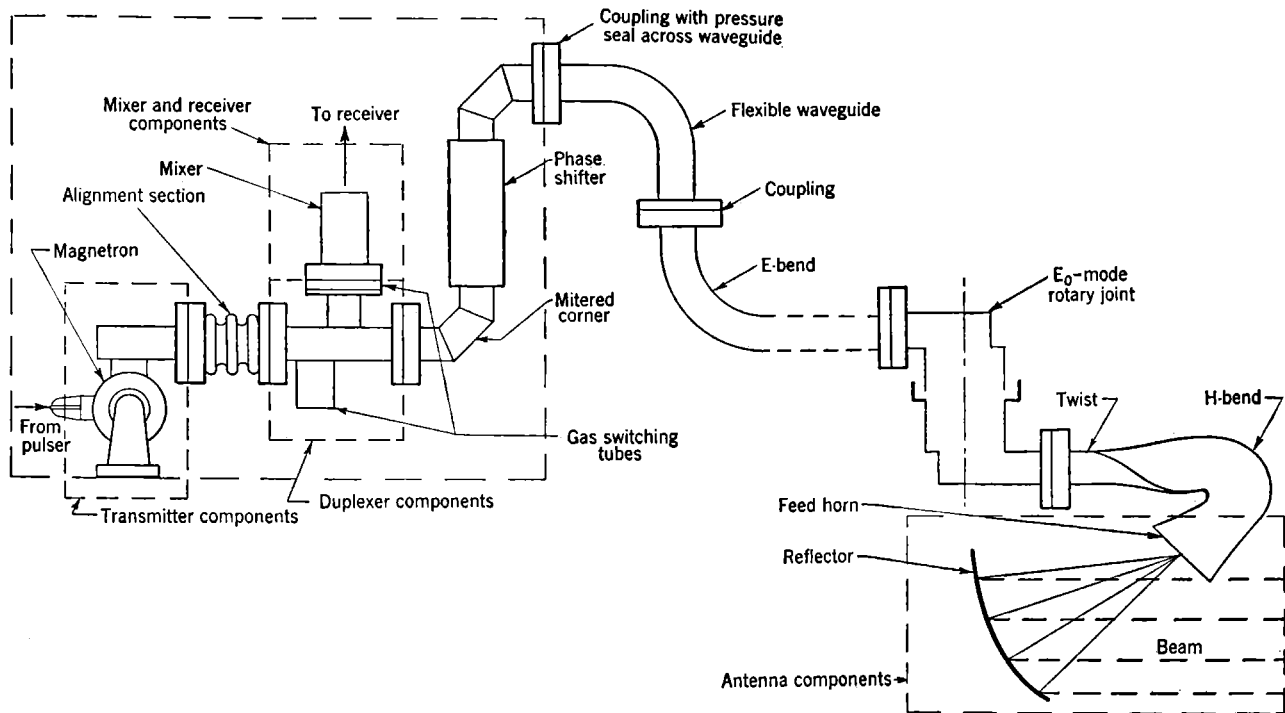 Coupling with pressure
seal across waveguide
Mixer and receiver
components
To receiver
Flexible waveguide
Mixer
Phase
shifter
Alignment section
Coupling
Magnetron
E-bend
E₀-mode
rotary joint
Mitered
corner
From
pulser
Twist
H-bend
Gas switching
tubes
Duplexer components
Transmitter components
Feed horn
Reflector
Beam
Antenna components